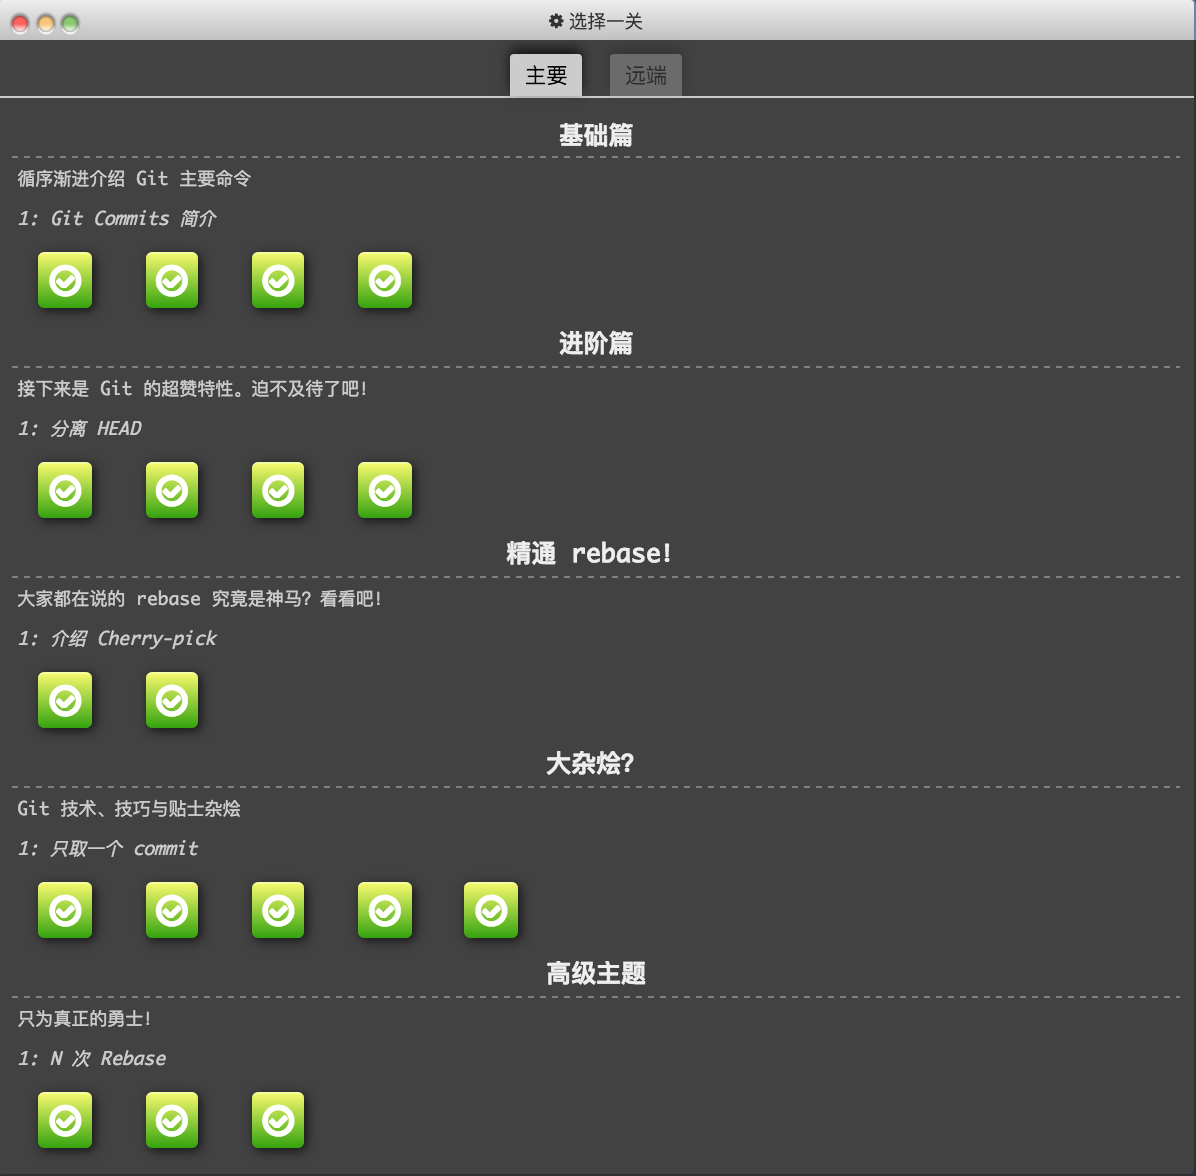 选择一关
主要
远端
基础篇
循序渐进介绍 Git 主要命令
1: Git Commits 简介
进阶篇
接下来是 Git 的超赞特性。迫不及待了吧!
1: 分离 HEAD
精通 rebase!
大家都在说的 rebase 究竟是神马? 看看吧!
1: 介绍 Cherry-pick
大杂烩?
Git 技术、技巧与贴士杂烩
1: 只取一个 commit
高级主题
只为真正的勇士!
1: N 次 Rebase